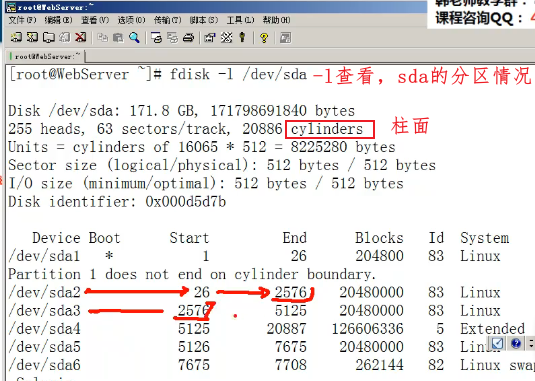 root@WebServer:~
韩老师教学群:
课程咨询QQ: 4
文件(F) 编辑(E) 查看(V) 选项(O) 传输(T) 脚本(S) 工具(L) 帮助(H)
root@WebServer:~
[root@WebServer ~]# fdisk -l /dev/sda -l查看,sda的分区情况
Disk /dev/sda: 171.8 GB, 171798691840 bytes
255 heads, 63 sectors/track, 20886 cylinders 柱面
Units = cylinders of 16065 * 512 = 8225280 bytes
Sector size (logical/physical): 512 bytes / 512 bytes
I/O size (minimum/optimal): 512 bytes / 512 bytes
Disk identifier: 0x000d5d7b
Device Boot Start End Blocks Id System
/dev/sda1 * 1 26 204800 83 Linux
Partition 1 does not end on cylinder boundary.
/dev/sda2 26 2576 20480000 83 Linux
/dev/sda3 2576 5125 20480000 83 Linux
/dev/sda4 5125 20887 126606336 5 Extended
/dev/sda5 5126 7675 20480000 83 Linux
/dev/sda6 7675 7708 262144 82 Linux swap